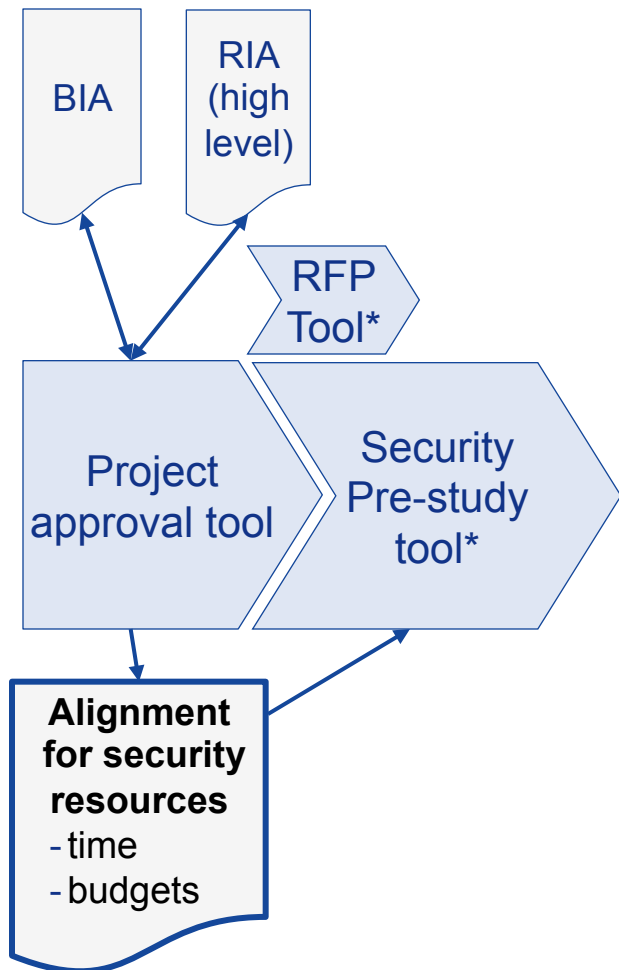 BIA
RIA
(high
level)
RFP
Tool*
Project
approval tool
Security
Pre-study
tool*
Alignment
for security
resources
- time
- budgets